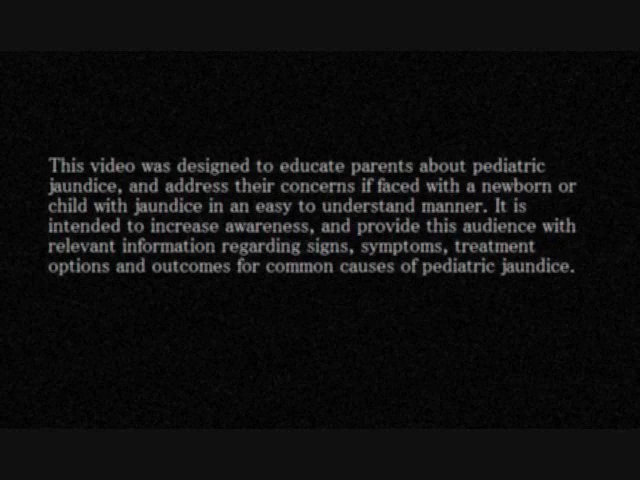 This video was designed to educate parents about pediatric
jaundice, and address their concerns if faced with a newborn or
child with jaundice in an easy to understand manner. It is
intended to increase awareness, and provide this audience with
relevant information regarding signs, symptoms, treatment
options and outcomes for common causes of pediatric jaundice.